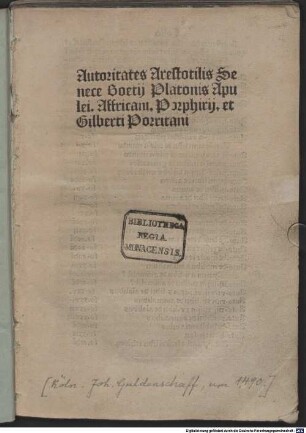 Autoritates Arestotilis Se
nece Boetij Platonis Apu
lei. Affricani. Porphirij. et
Gilberti Porritani
BIBLIOTHECA
REGIA
MONACENSIS.
[Köln. Joh. Guldenschaff, um 1490.]